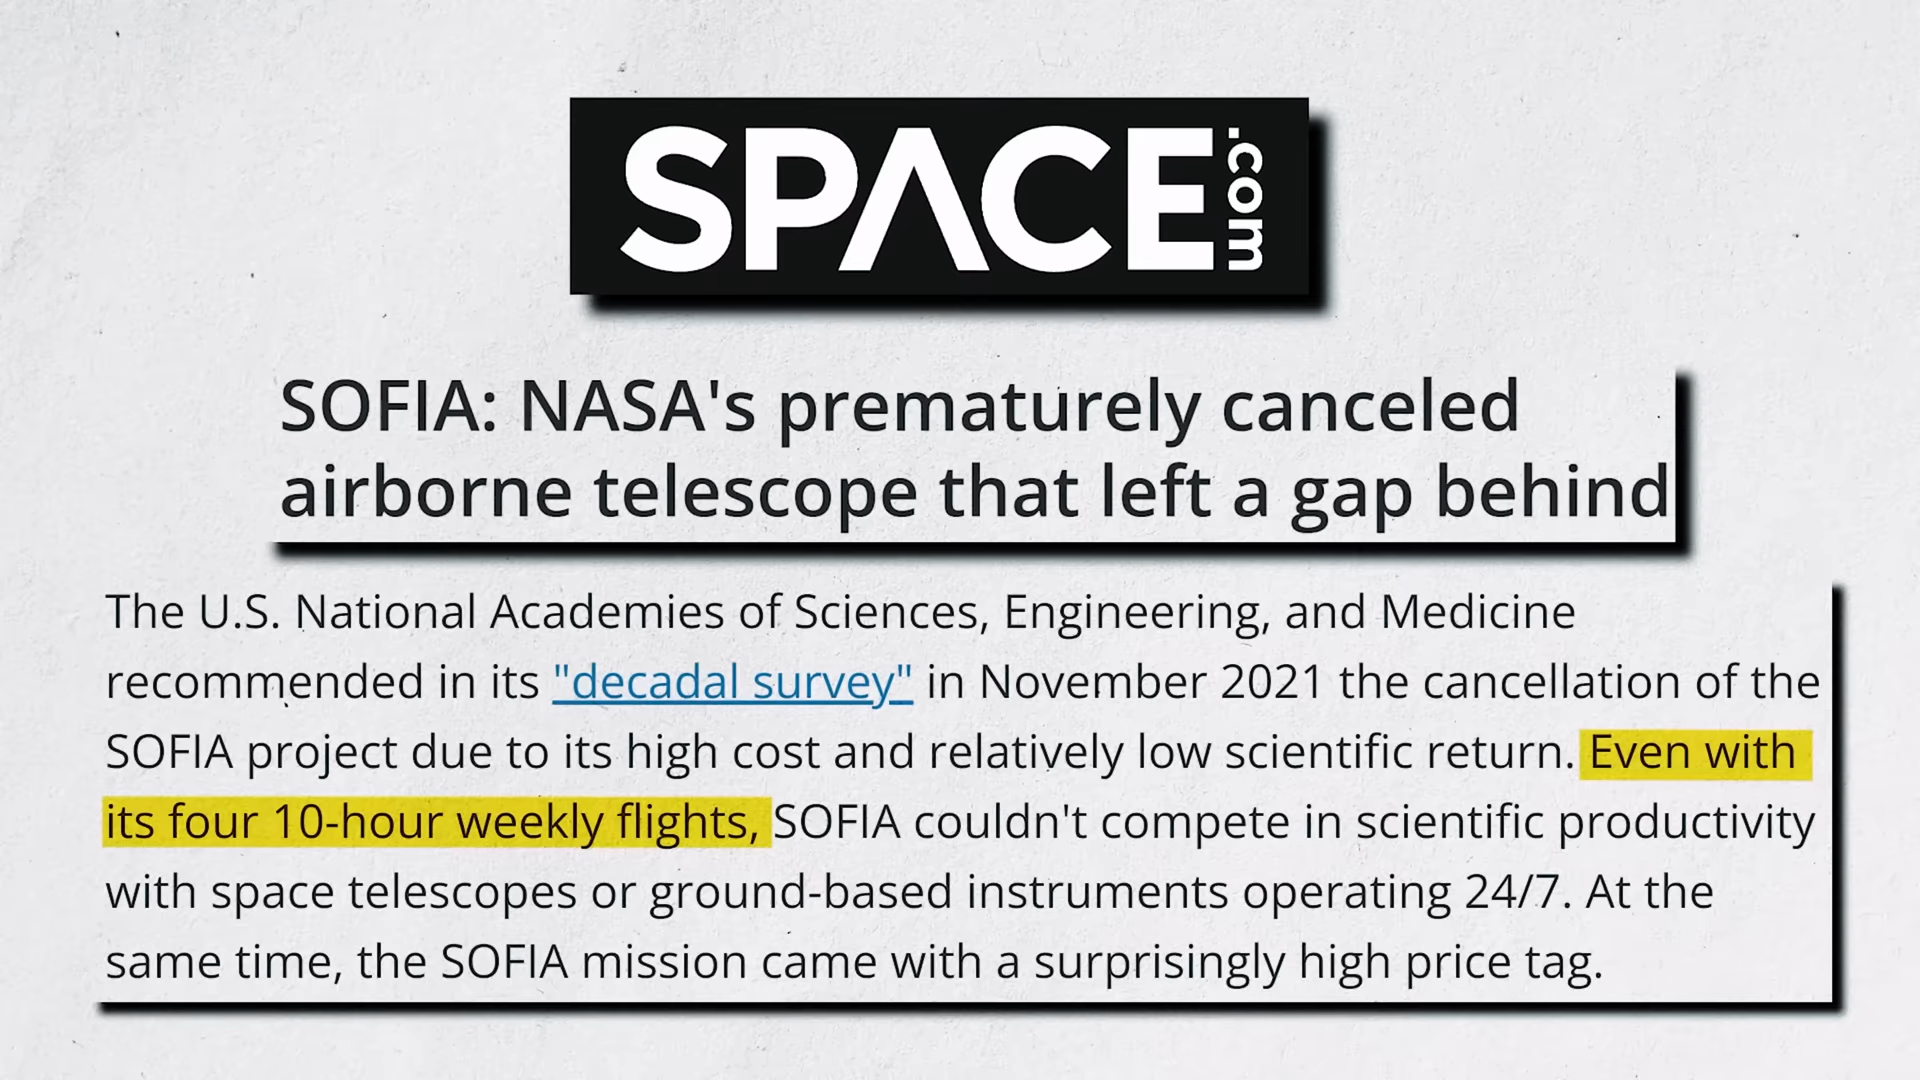 SPACE.com
SOFIA: NASA's prematurely canceled
airborne telescope that left a gap behind
The U.S. National Academies of Sciences, Engineering, and Medicine
recommended in its "decadal survey" in November 2021 the cancellation of the
SOFIA project due to its high cost and relatively low scientific return. Even with
its four 10-hour weekly flights, SOFIA couldn't compete in scientific productivity
with space telescopes or ground-based instruments operating 24/7. At the
same time, the SOFIA mission came with a surprisingly high price tag.